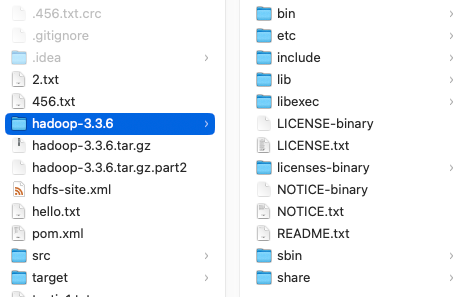 .456.txt.crc
.gitignore
.idea
2.txt
456.txt
hadoop-3.3.6
hadoop-3.3.6.tar.gz
hadoop-3.3.6.tar.gz.part2
hdfs-site.xml
hello.txt
pom.xml
src
target
bin
etc
include
lib
libexec
LICENSE-binary
LICENSE.txt
licenses-binary
NOTICE-binary
NOTICE.txt
README.txt
sbin
share